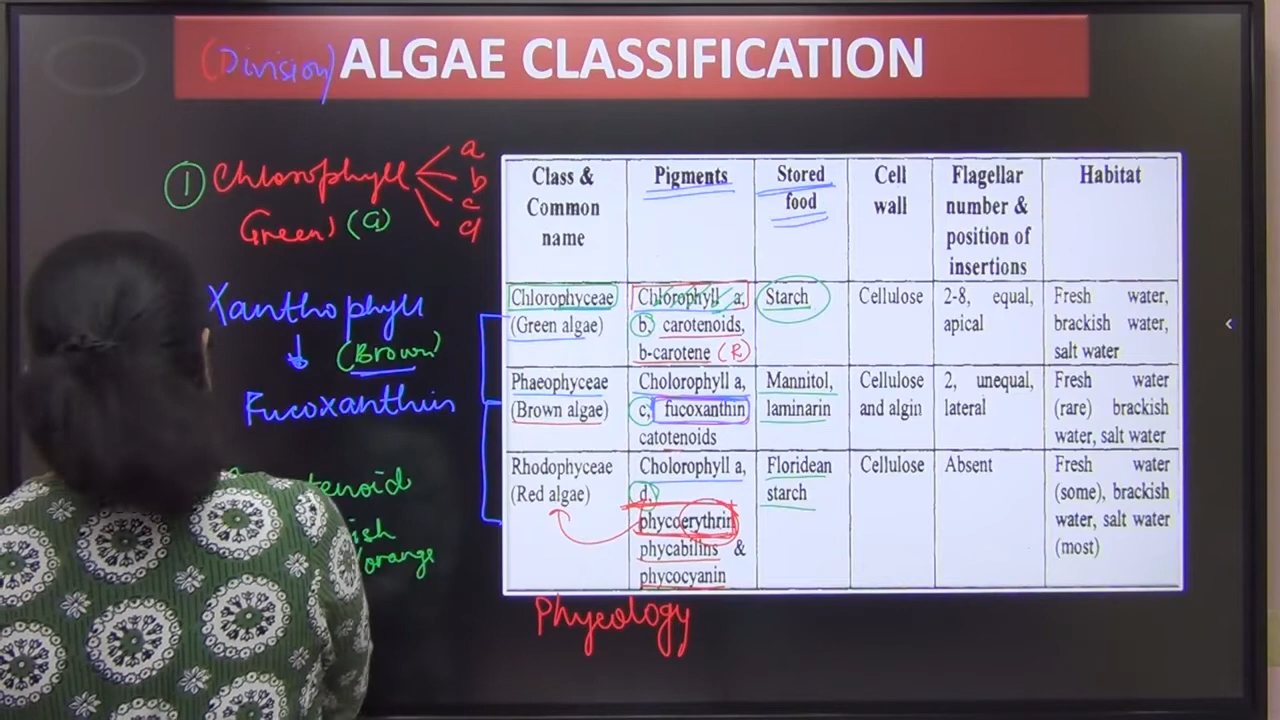 (Division) ALGAE CLASSIFICATION
① Chlorophyll
a
b
c
d
Green (G)
Xanthophyll
(Brown)
Fucoxanthin
Class & Common name | Pigments | Stored food | Cell wall | Flagellar number & position of insertions | Habitat
Chlorophyceae (Green algae) | Chlorophyll a, b, carotenoids, b-carotene (R) | Starch | Cellulose | 2-8, equal, apical | Fresh water, brackish water, salt water
Phaeophyceae (Brown algae) | Cholorophyll a, c, fucoxanthin catotenoids | Mannitol, laminarin | Cellulose and algin | 2, unequal, lateral | Fresh water (rare) brackish water, salt water
Rhodophyceae (Red algae) | Cholorophyll a, d, phycoerythrin phycabilins & phycocyanin | Floridean starch | Cellulose | Absent | Fresh water (some), brackish water, salt water (most)
/orange
Phycology